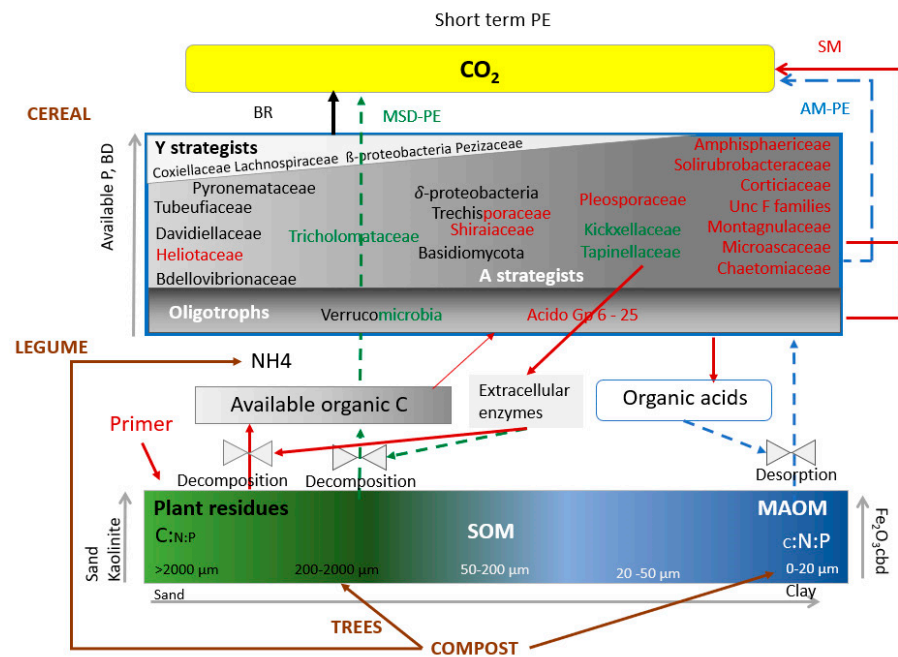 Short term PE
SM
CO2
CEREAL
BR
MSD-PE
AM-PE
Available P, BD
Y strategists
Coxiellaceae Lachnospiraceae ß-proteobacteria Pezizaceae
Amphisphaericeae
Solirubrobacteraceae
Corticiaceae
Unc F families
Montagnulaceae
Microascaceae
Chaetomiaceae
Pyronemataceae
Tubeufiaceae
Davidiellaceae
Heliotaceae
Bdellovibrionaceae
Tricholomataceae
δ-proteobacteria
Trechisporaceae
Shiraiaceae
Basidiomycota
Pleosporaceae
Kickxellaceae
Tapinellaceae
A strategists
Oligotrophs
Verrucomicrobia
Acido Gp 6 - 25
LEGUME
NH4
Available organic C
Extracellular
enzymes
Organic acids
Primer
Decomposition
Decomposition
Desorption
Sand
Kaolinite
Plant residues
C:N:P
SOM
MAOM
C:N:P
>2000 µm
200-2000 µm
50-200 µm
20 -50 µm
0-20 µm
Fe2O3cbd
Sand
Clay
TREES
COMPOST